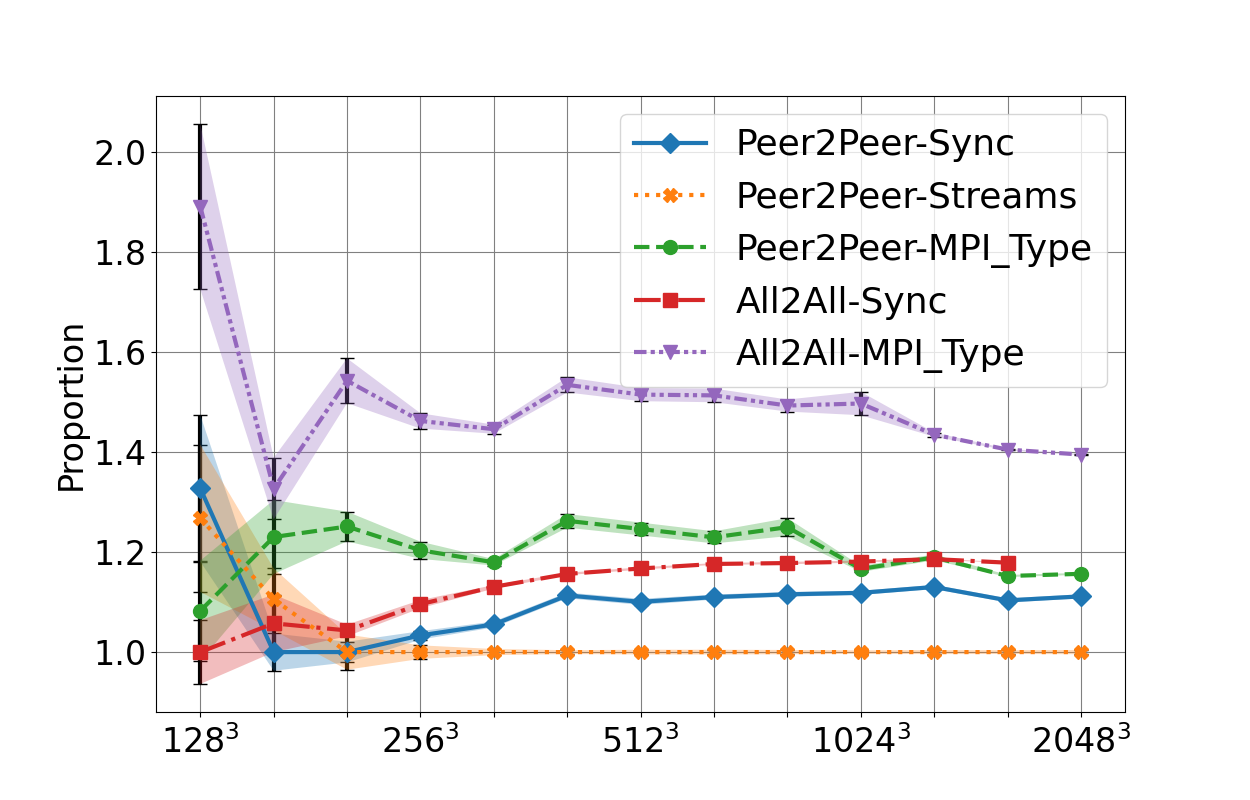 Proportion
2.0
1.8
1.6
1.4
1.2
1.0
Peer2Peer-Sync
Peer2Peer-Streams
Peer2Peer-MPI_Type
All2All-Sync
All2All-MPI_Type
128³ 256³ 512³ 1024³ 2048³